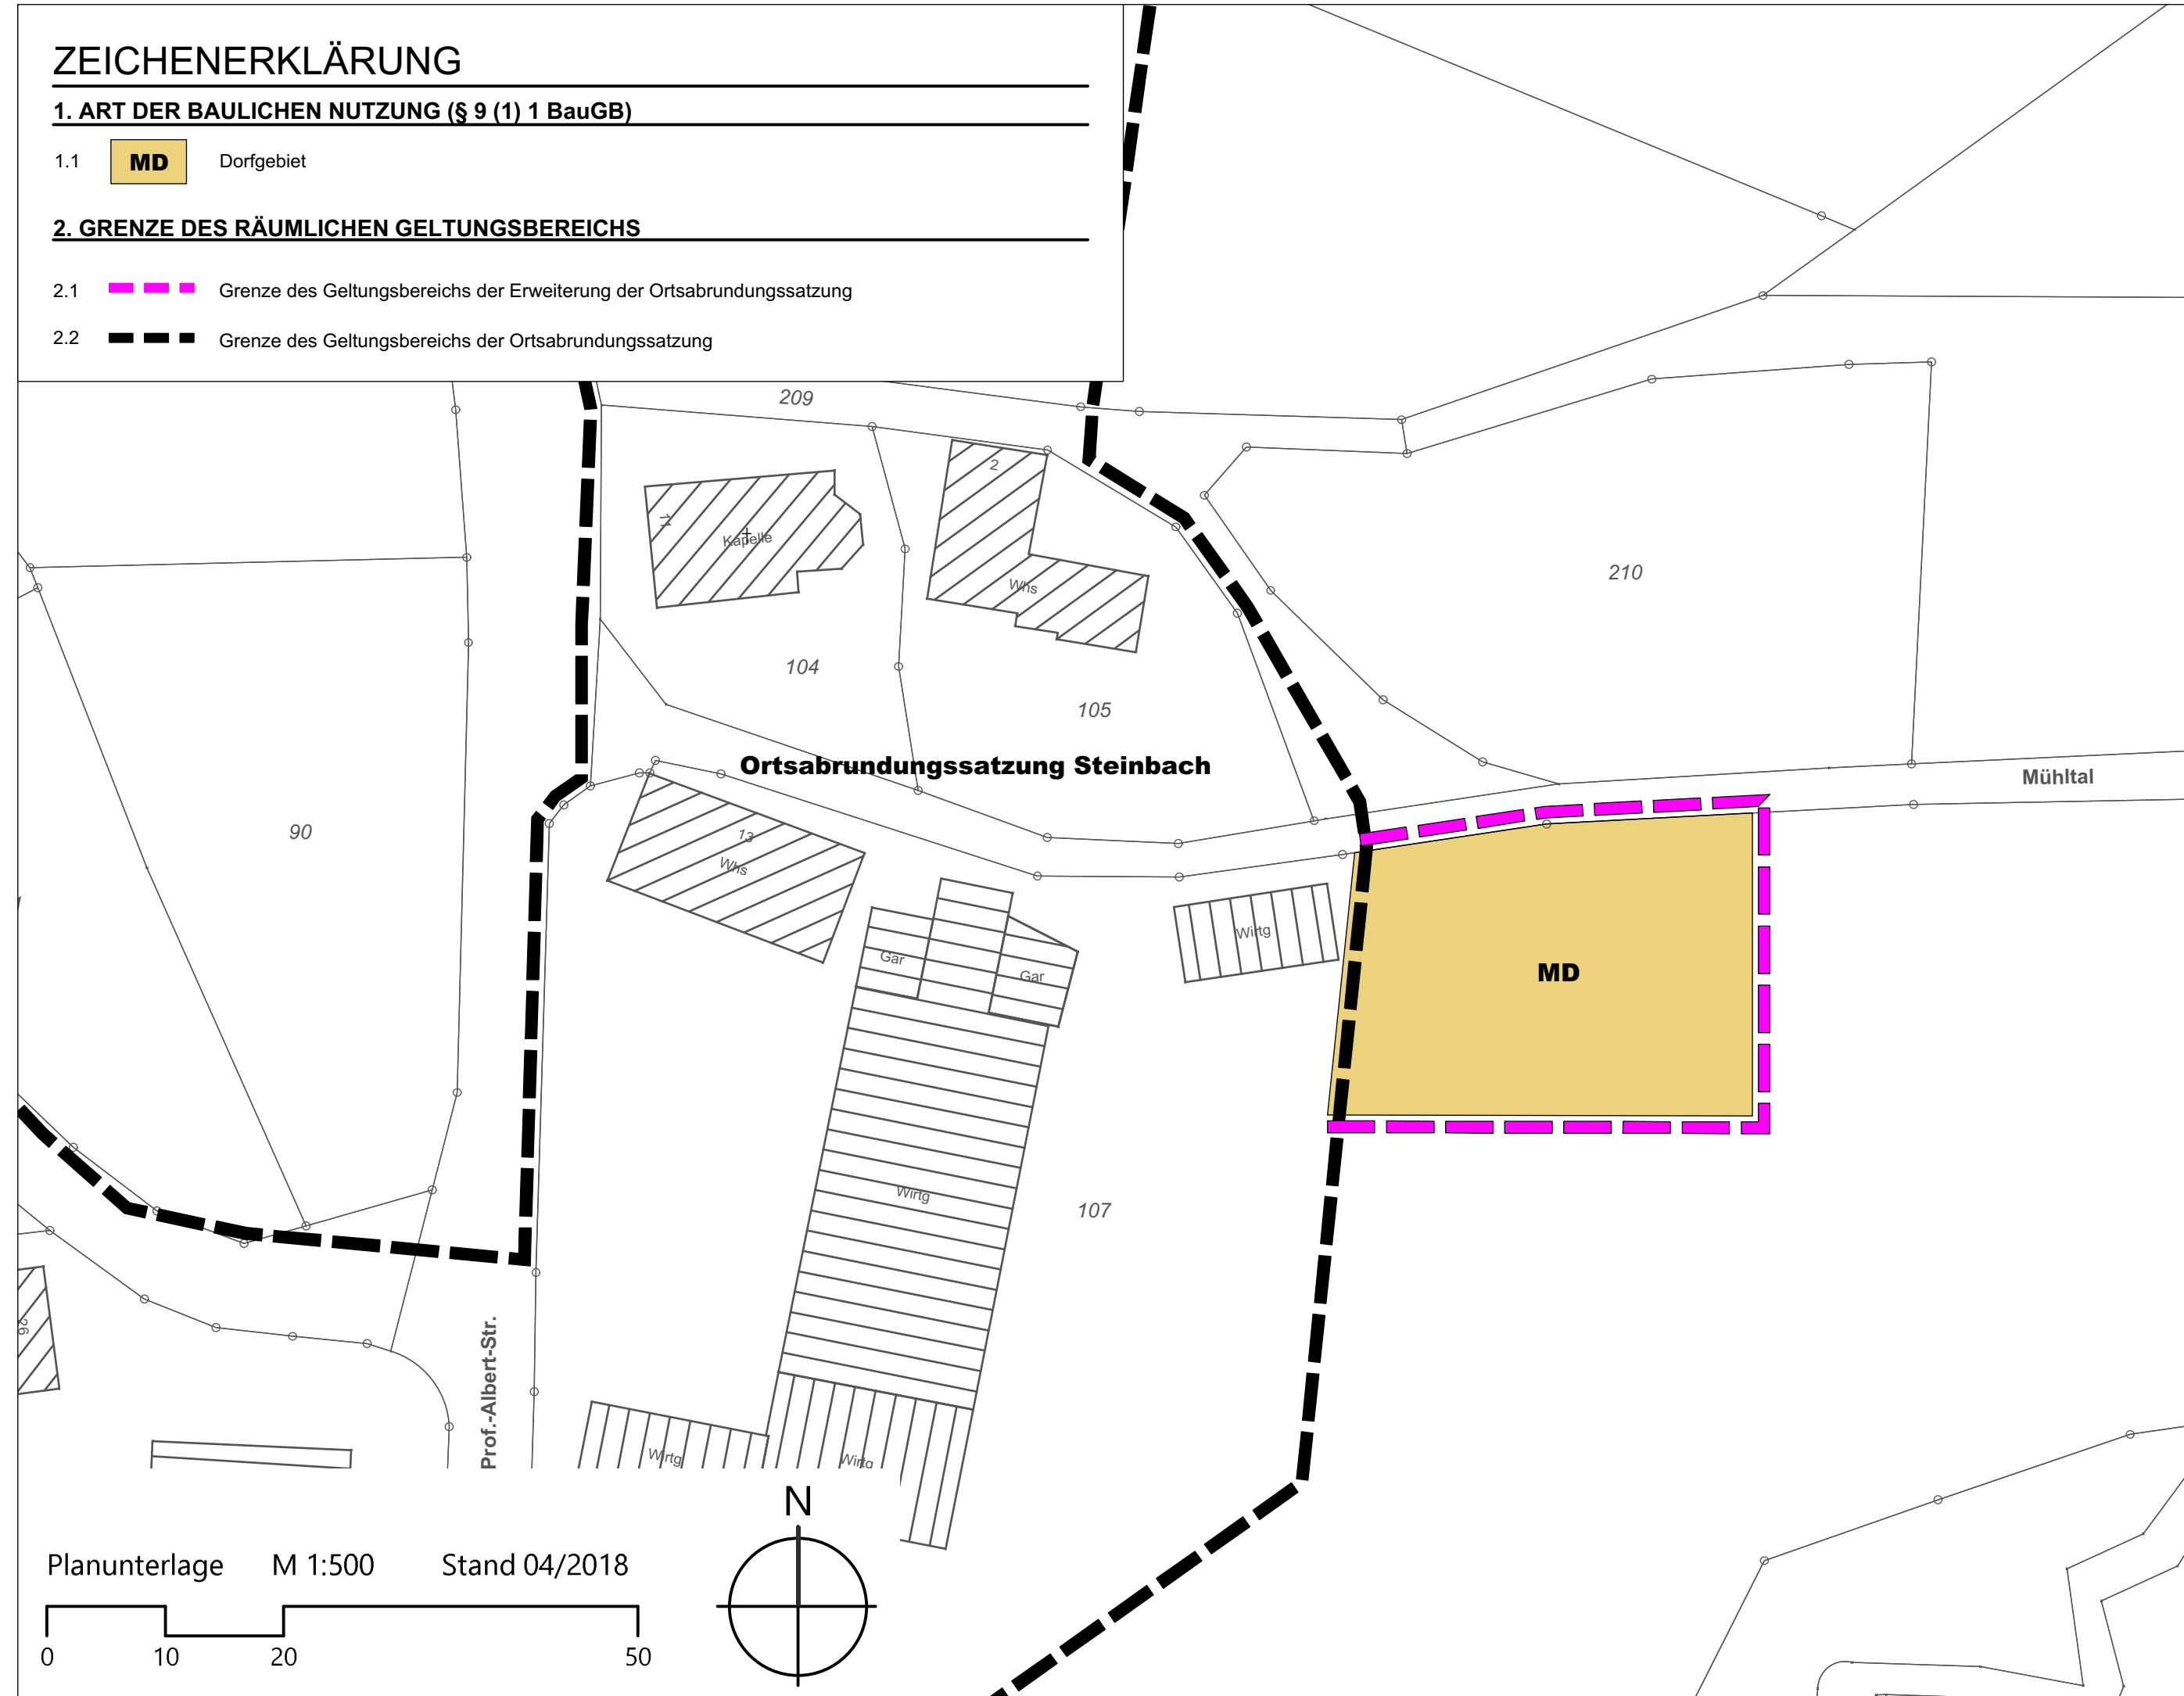 ZEICHENERKLÄRUNG
1. ART DER BAULICHEN NUTZUNG (§ 9 (1) 1 BauGB)
1.1 MD Dorfgebiet
2. GRENZE DES RÄUMLICHEN GELTUNGSBEREICHS
2.1 Grenze des Geltungsbereichs der Erweiterung der Ortsabrundungssatzung
2.2 Grenze des Geltungsbereichs der Ortsabrundungssatzung
209
2
11
Kapelle
Whs
210
104
105
Ortsabrundungssatzung Steinbach
Mühltal
90
13
Whs
Wirtg
Gar
Gar
MD
Wirtg
107
26
Prof.-Albert-Str.
Wirtg
Wirtg
N
Planunterlage M 1:500 Stand 04/2018
0 10 20 50